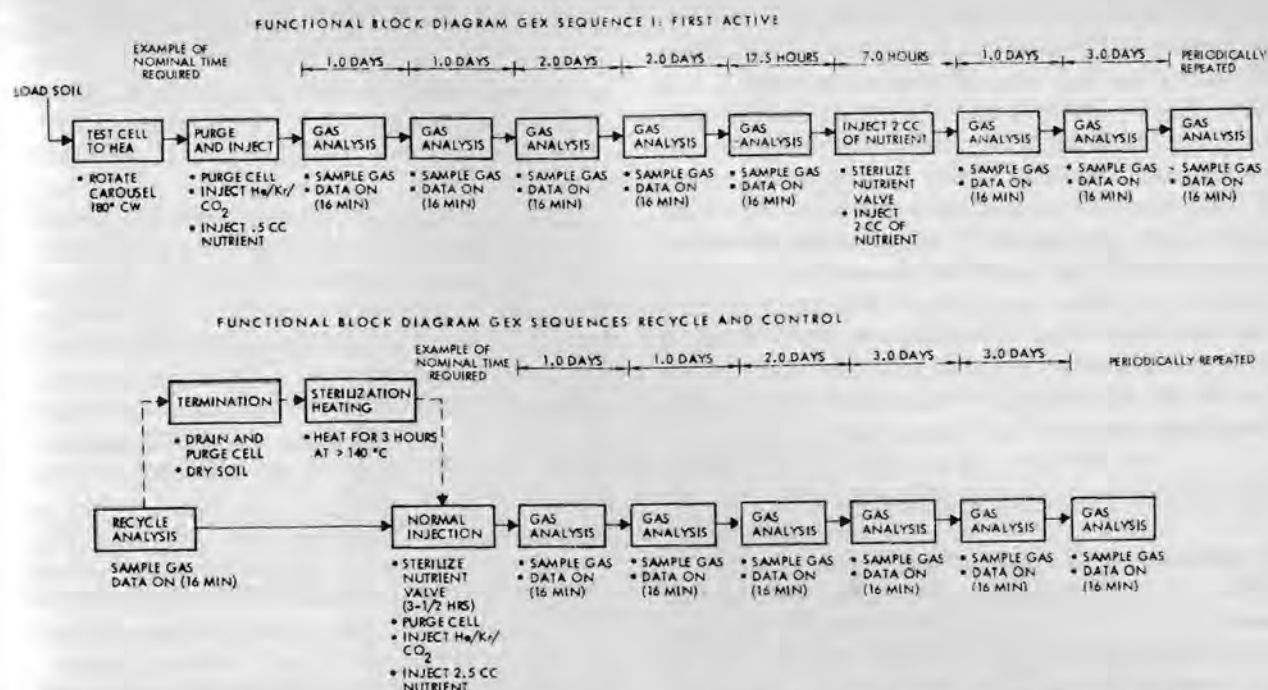 FUNCTIONAL BLOCK DIAGRAM GEX SEQUENCE I: FIRST ACTIVE
EXAMPLE OF
NOMINAL TIME
REQUIRED
1.0 DAYS
1.0 DAYS
2.0 DAYS
2.0 DAYS
17.5 HOURS
7.0 HOURS
1.0 DAYS
3.0 DAYS
PERIODICALLY
REPEATED
LOAD SOIL
TEST CELL
TO HEA
• ROTATE
CAROUSEL
180° CW
PURGE
AND INJECT
• PURGE CELL
• INJECT He/Kr/
CO2
• INJECT .5 CC
NUTRIENT
GAS
ANALYSIS
• SAMPLE GAS
• DATA ON
(16 MIN)
GAS
ANALYSIS
• SAMPLE GAS
• DATA ON
(16 MIN)
GAS
ANALYSIS
• SAMPLE GAS
• DATA ON
(16 MIN)
GAS
ANALYSIS
• SAMPLE GAS
• DATA ON
(16 MIN)
GAS
ANALYSIS
• SAMPLE GAS
• DATA ON
(16 MIN)
INJECT 2 CC
OF NUTRIENT
• STERILIZE
NUTRIENT
VALVE
• INJECT
2 CC OF
NUTRIENT
GAS
ANALYSIS
• SAMPLE GAS
• DATA ON
(16 MIN)
GAS
ANALYSIS
• SAMPLE GAS
• DATA ON
(16 MIN)
GAS
ANALYSIS
• SAMPLE GAS
• DATA ON
(16 MIN)
FUNCTIONAL BLOCK DIAGRAM GEX SEQUENCES RECYCLE AND CONTROL
EXAMPLE OF
NOMINAL TIME
REQUIRED
1.0 DAYS
1.0 DAYS
2.0 DAYS
3.0 DAYS
3.0 DAYS
PERIODICALLY REPEATED
TERMINATION
• DRAIN AND
PURGE CELL
• DRY SOIL
STERILIZATION
HEATING
• HEAT FOR 3 HOURS
AT > 140 °C
RECYCLE
ANALYSIS
SAMPLE GAS
DATA ON (16 MIN)
NORMAL
INJECTION
• STERILIZE
NUTRIENT
VALVE
(3-1/2 HRS)
• PURGE CELL
• INJECT He/Kr/
CO2
• INJECT 2.5 CC
NUTRIENT
GAS
ANALYSIS
• SAMPLE GAS
• DATA ON
(16 MIN)
GAS
ANALYSIS
• SAMPLE GAS
• DATA ON
(16 MIN)
GAS
ANALYSIS
• SAMPLE GAS
• DATA ON
(16 MIN)
GAS
ANALYSIS
• SAMPLE GAS
• DATA ON
(16 MIN)
GAS
ANALYSIS
• SAMPLE GAS
• DATA ON
(16 MIN)
GAS
ANALYSIS
• SAMPLE GAS
• DATA ON
(16 MIN)